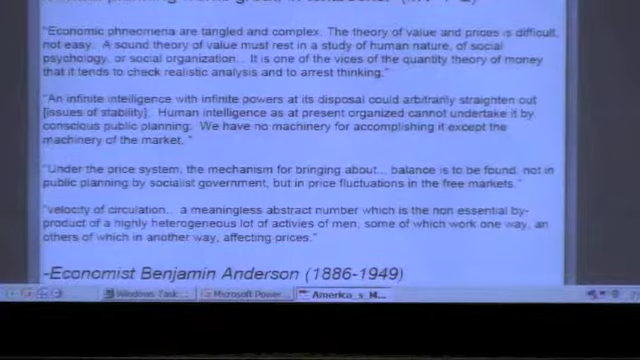 "Economic phnecmena are tangled and complex. The theory of value and prices is difficult,
not easy. A sound theory of value must rest in a study of human nature, of social
psychology, or social organization... It is one of the vices of the quantity theory of money
that it tends to check realistic analysis and to arrest thinking."
"An infinite intelligence with infinite powers at its disposal could arbitrarily straighten out
[issues of stability]. Human intelligence as at present organized cannot undertake it by
conscious public planning. We have no machinery for accomplishing it except the
machinery of the market. "
"Under the price system, the mechanism for bringing about... balance is to be found, not in
public planning by socialist government, but in price fluctuations in the free markets."
"velocity of circulation... a meaningless abstract number which is the non essential by-
product of a highly heterogeneous lot of activies of men, some of which work one way, an
others of which in another way, affecting prices."
-Economist Benjamin Anderson (1886-1949)
Windows Task...
Microsoft Power...
America_s_M...